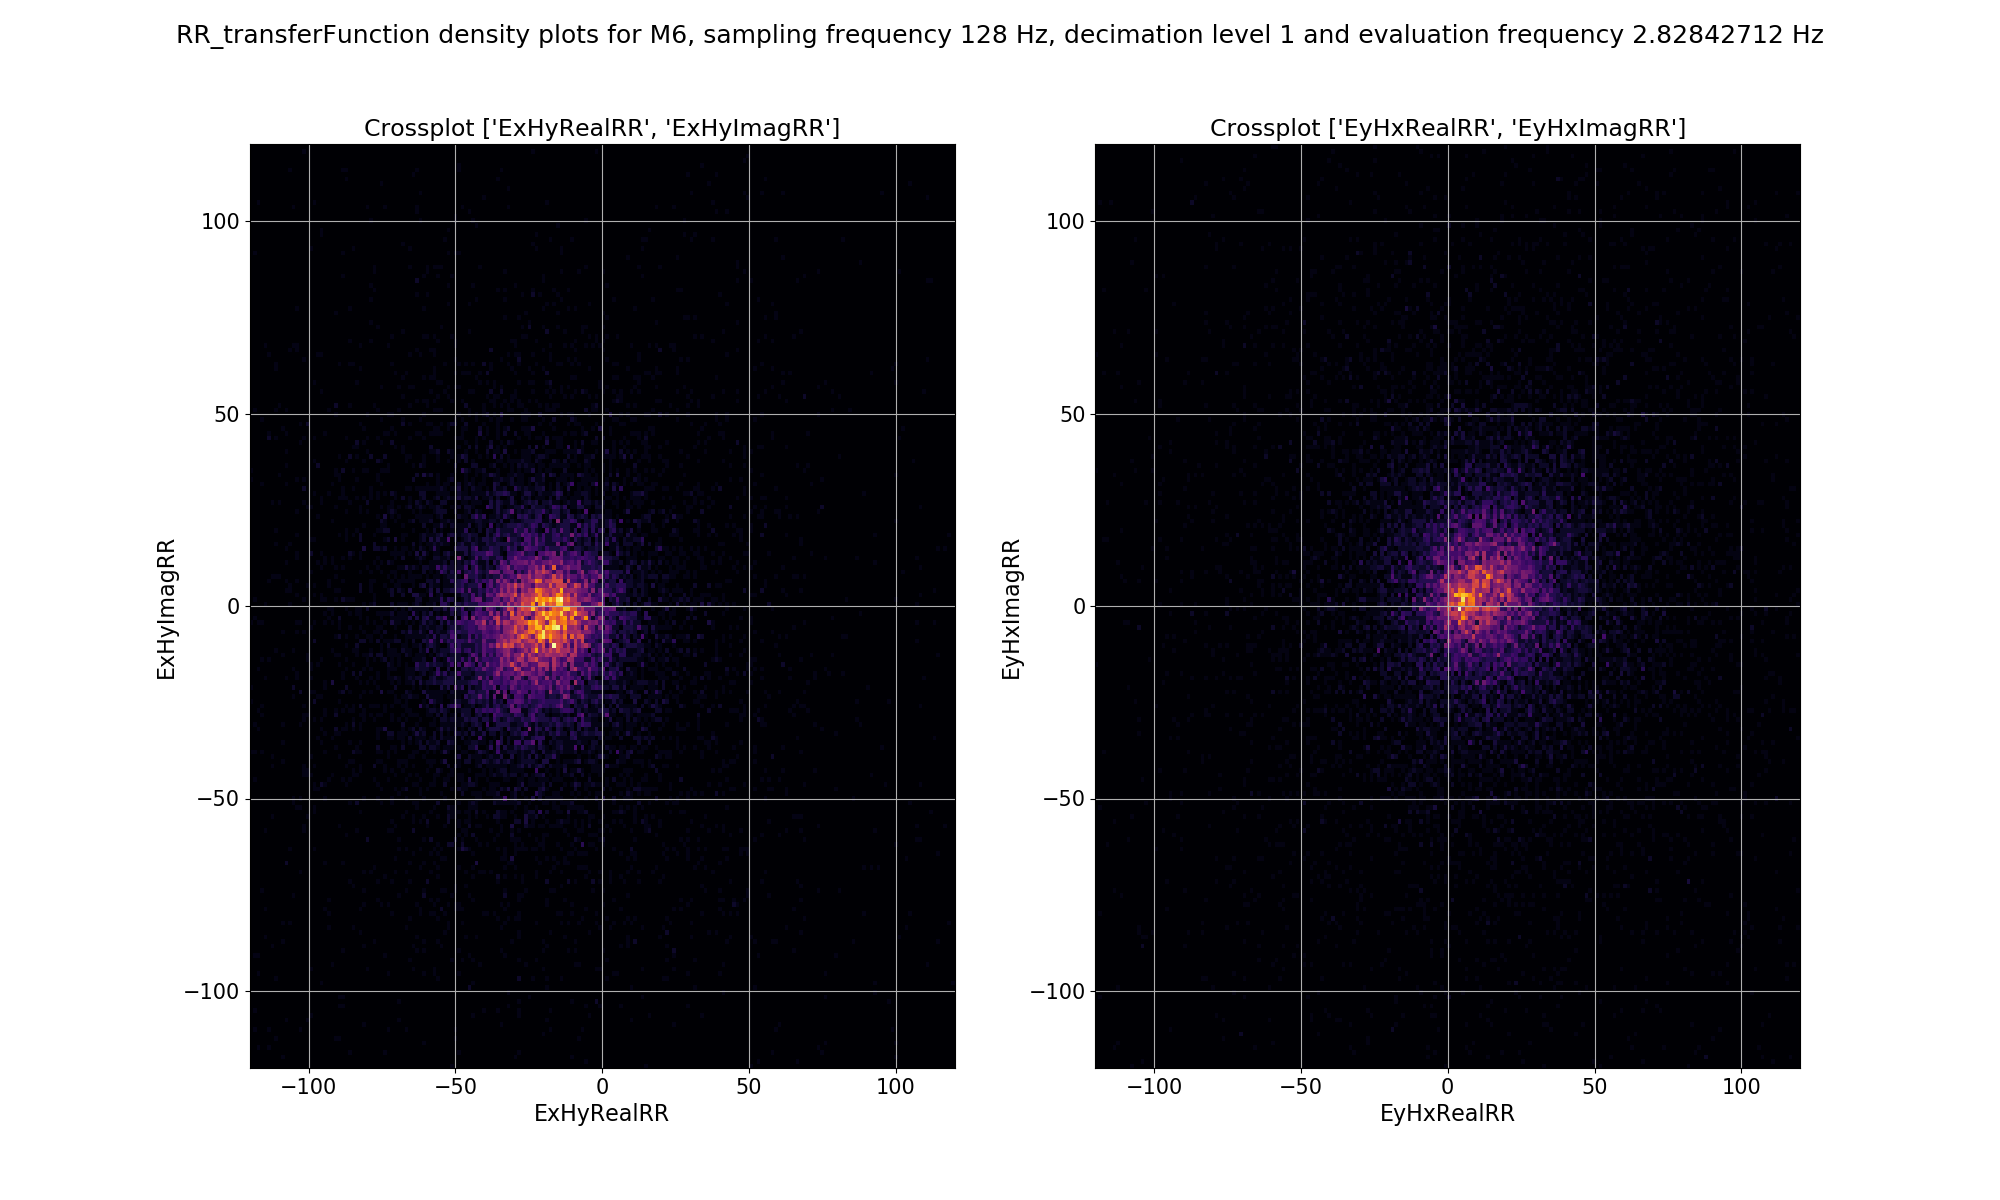 RR_transferFunction density plots for M6, sampling frequency 128 Hz, decimation level 1 and evaluation frequency 2.82842712 Hz
Crossplot ['ExHyRealRR', 'ExHyImagRR']
100
50
0
−50
−100
ExHyImagRR
−100 −50 0 50 100
ExHyRealRR
Crossplot ['EyHxRealRR', 'EyHxImagRR']
100
50
0
−50
−100
EyHxImagRR
−100 −50 0 50 100
EyHxRealRR